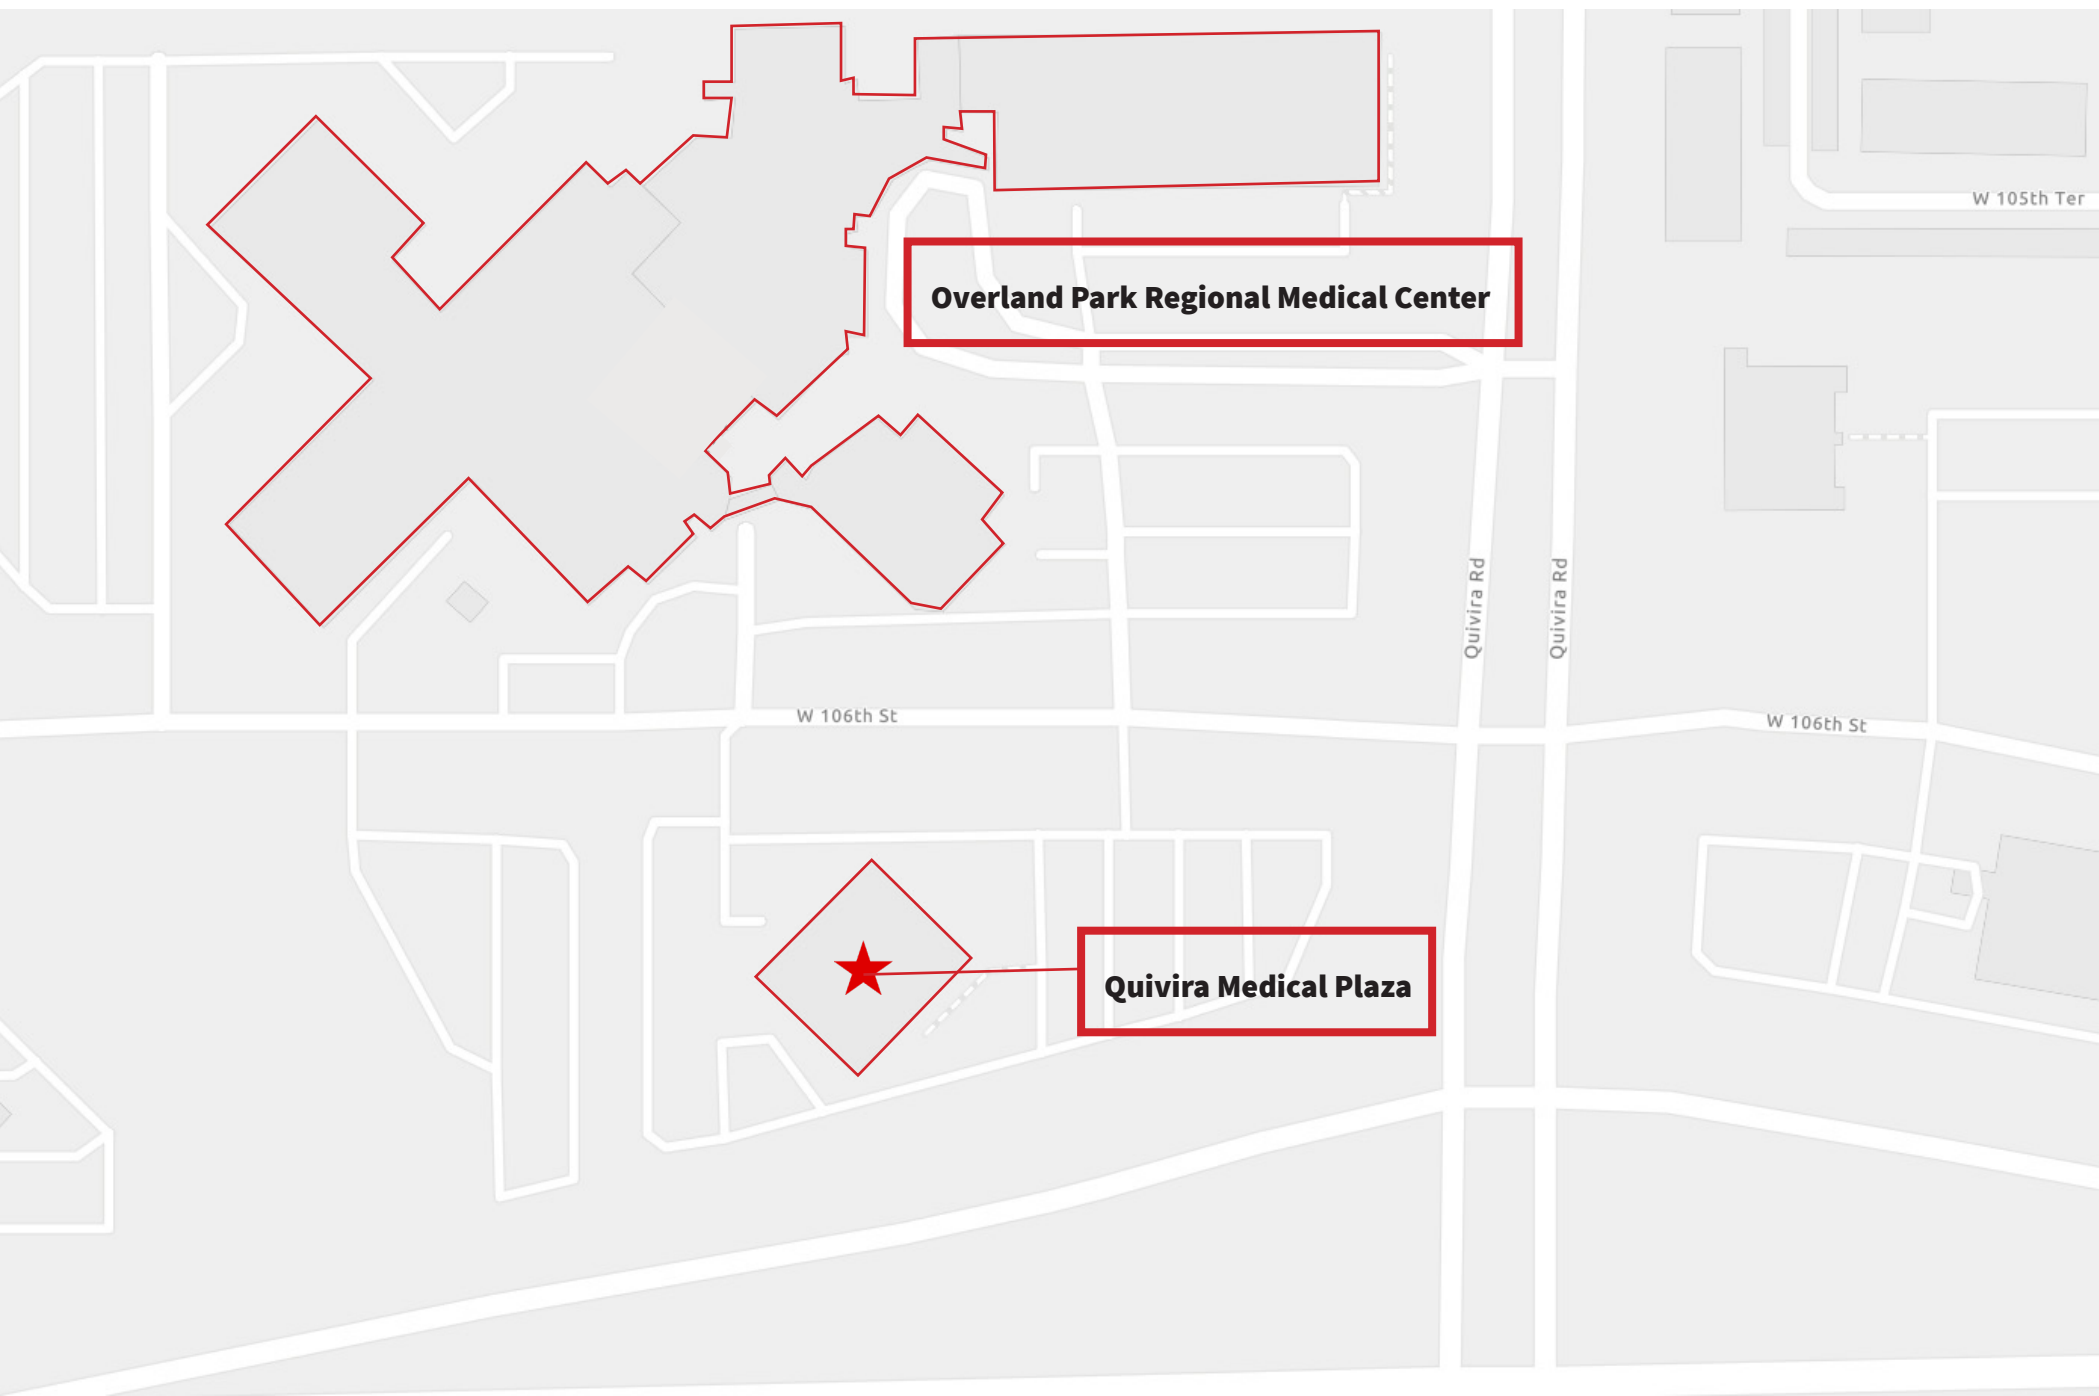 W 105th Ter
Overland Park Regional Medical Center
Quivira Rd
Quivira Rd
W 106th St
W 106th St
Quivira Medical Plaza